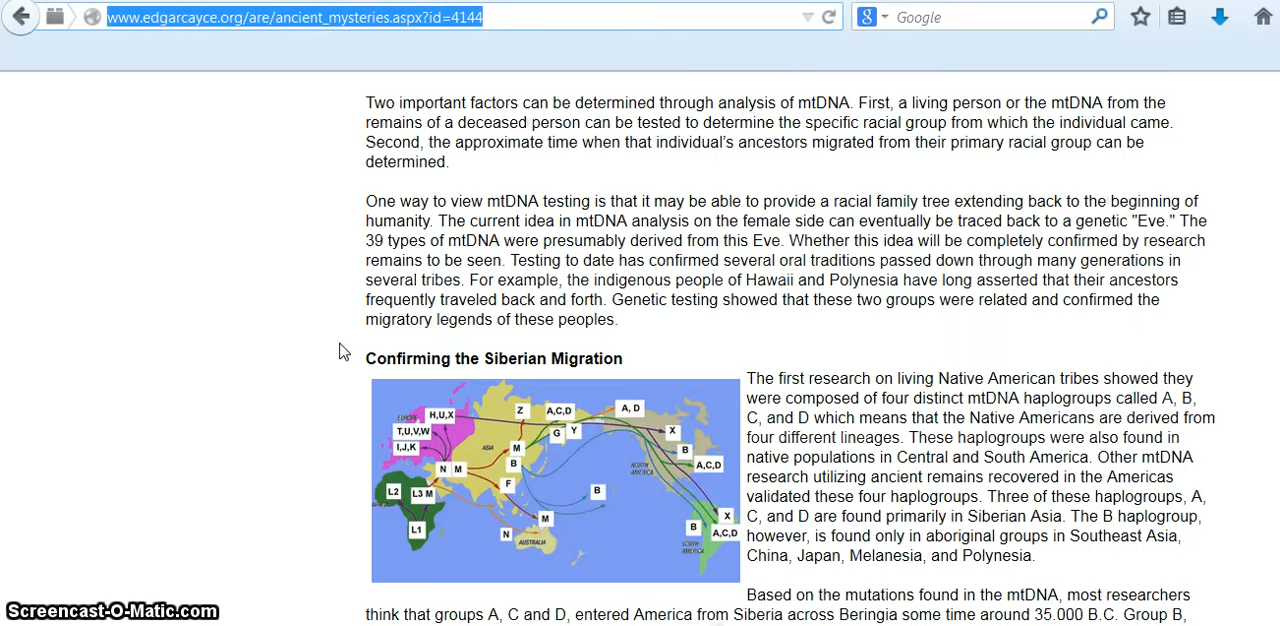 www.edgarcayce.org/are/ancient_mysteries.aspx?id=4144
Google
Two important factors can be determined through analysis of mtDNA. First, a living person or the mtDNA from the
remains of a deceased person can be tested to determine the specific racial group from which the individual came.
Second, the approximate time when that individual's ancestors migrated from their primary racial group can be
determined.
One way to view mtDNA testing is that it may be able to provide a racial family tree extending back to the beginning of
humanity. The current idea in mtDNA analysis on the female side can eventually be traced back to a genetic "Eve." The
39 types of mtDNA were presumably derived from this Eve. Whether this idea will be completely confirmed by research
remains to be seen. Testing to date has confirmed several oral traditions passed down through many generations in
several tribes. For example, the indigenous people of Hawaii and Polynesia have long asserted that their ancestors
frequently traveled back and forth. Genetic testing showed that these two groups were related and confirmed the
migratory legends of these peoples.
Confirming the Siberian Migration
The first research on living Native American tribes showed they
were composed of four distinct mtDNA haplogroups called A, B,
C, and D which means that the Native Americans are derived from
four different lineages. These haplogroups were also found in
native populations in Central and South America. Other mtDNA
research utilizing ancient remains recovered in the Americas
validated these four haplogroups. Three of these haplogroups, A,
C, and D are found primarily in Siberian Asia. The B haplogroup,
however, is found only in aboriginal groups in Southeast Asia,
China, Japan, Melanesia, and Polynesia.
Based on the mutations found in the mtDNA, most researchers
think that groups A, C and D, entered America from Siberia across Beringia some time around 35.000 B.C. Group B,
EUROPE
H,U,X
Z
A,C,D
A, D
T,U,V,W
G
Y
X
I,J,K
ASIA
M
B
N
M
B
NORTH
AMERICA
A,C,D
L2
L3 M
F
B
L1
M
X
N
AUSTRALIA
B
A,C,D
SOUTH
AMERICA
Screencast-O-Matic.com